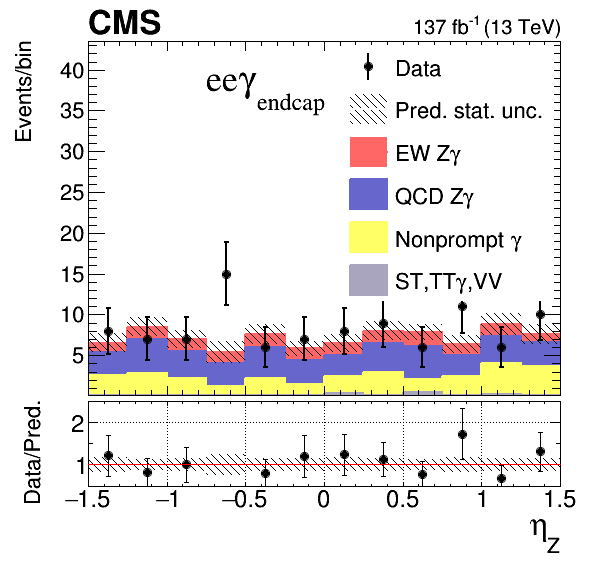 CMS 137 fb⁻¹ (13 TeV)
Events/bin
40
35
30
25
20
15
10
5
eeγ endcap
Data
Pred. stat. unc.
EW Zγ
QCD Zγ
Nonprompt γ
ST,TTγ,VV
Data/Pred.
2
1
−1.5 −1 −0.5 0 0.5 1 1.5
η_Z